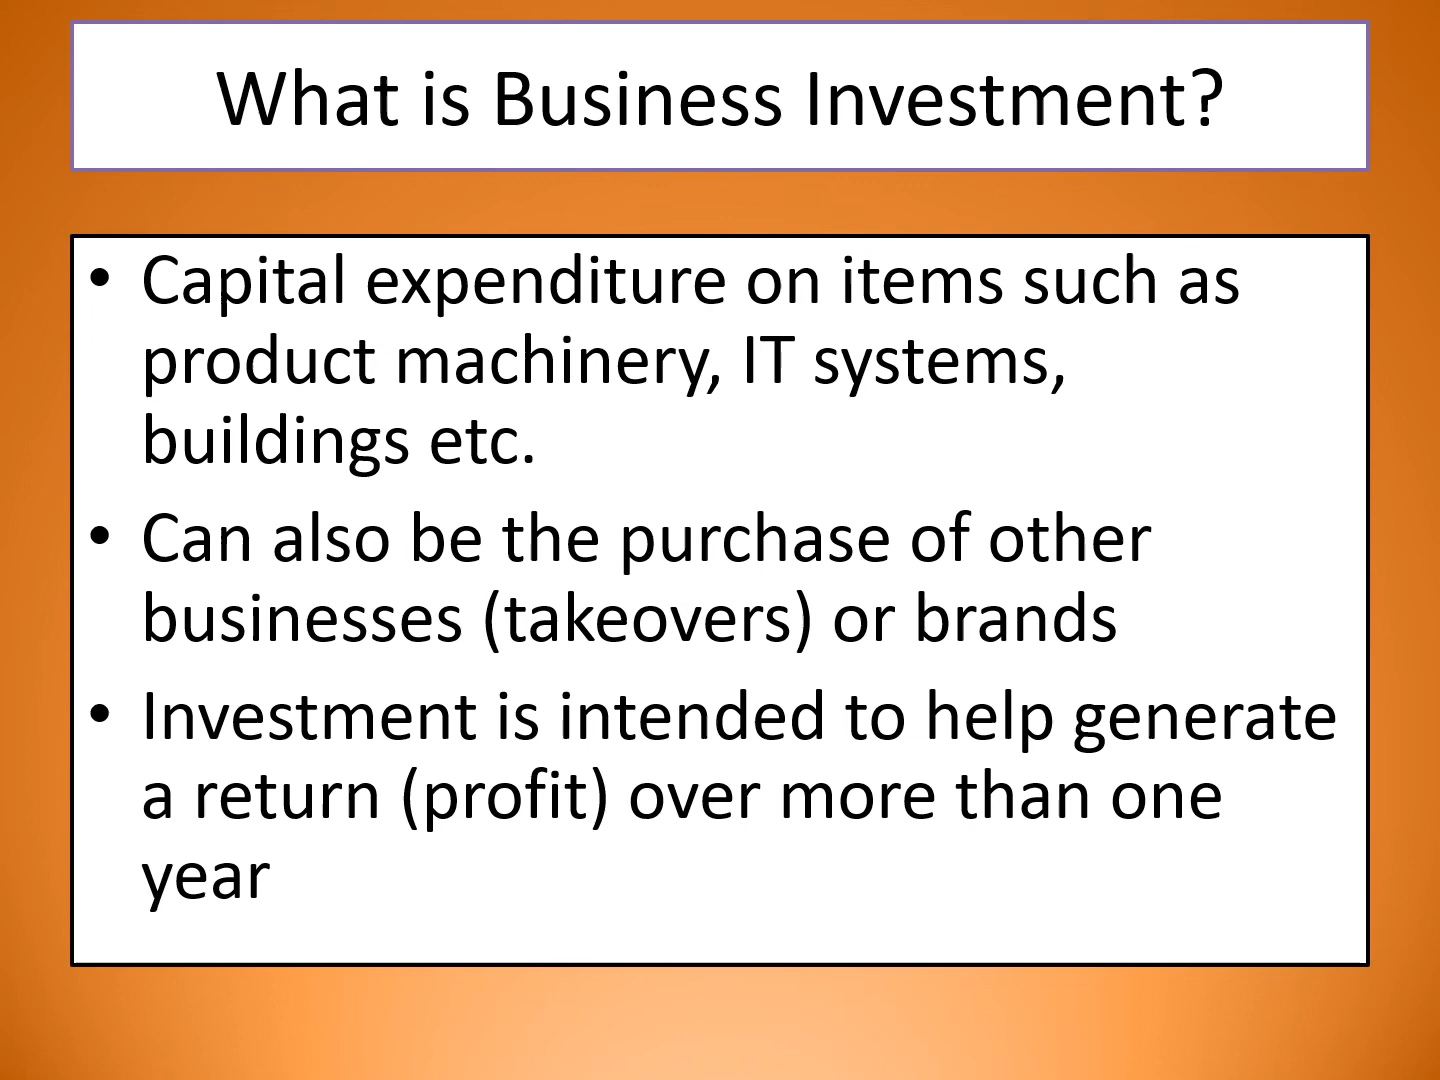 What is Business Investment?
• Capital expenditure on items such as
product machinery, IT systems,
buildings etc.
• Can also be the purchase of other
businesses (takeovers) or brands
• Investment is intended to help generate
a return (profit) over more than one
year